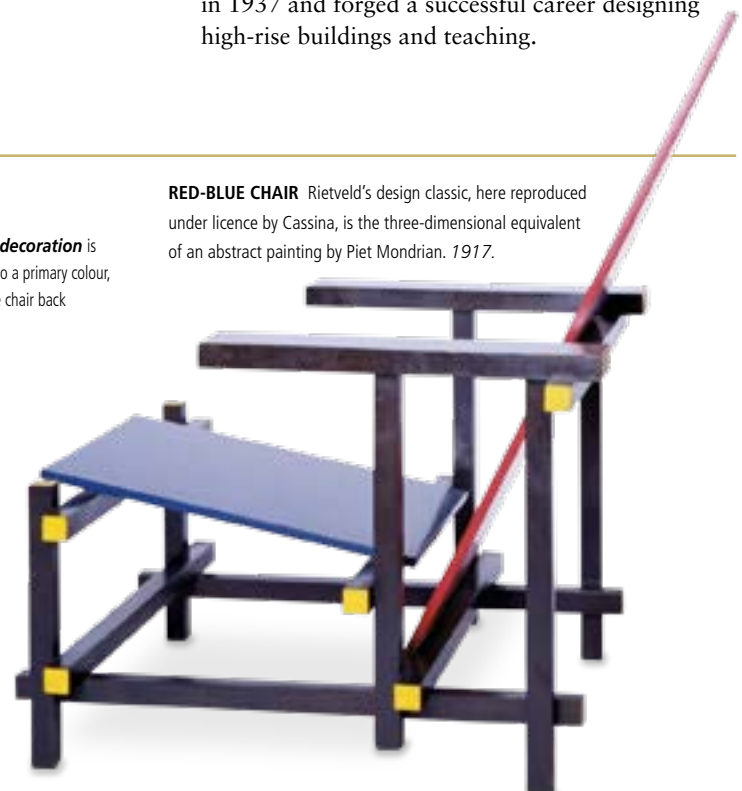 in 1937 and forged a successful career designing
high-rise buildings and teaching.
RED-BLUE CHAIR Rietveld's design classic, here reproduced
under licence by Cassina, is the three-dimensional equivalent
of an abstract painting by Piet Mondrian. 1917.
decoration is
o a primary colour,
chair back